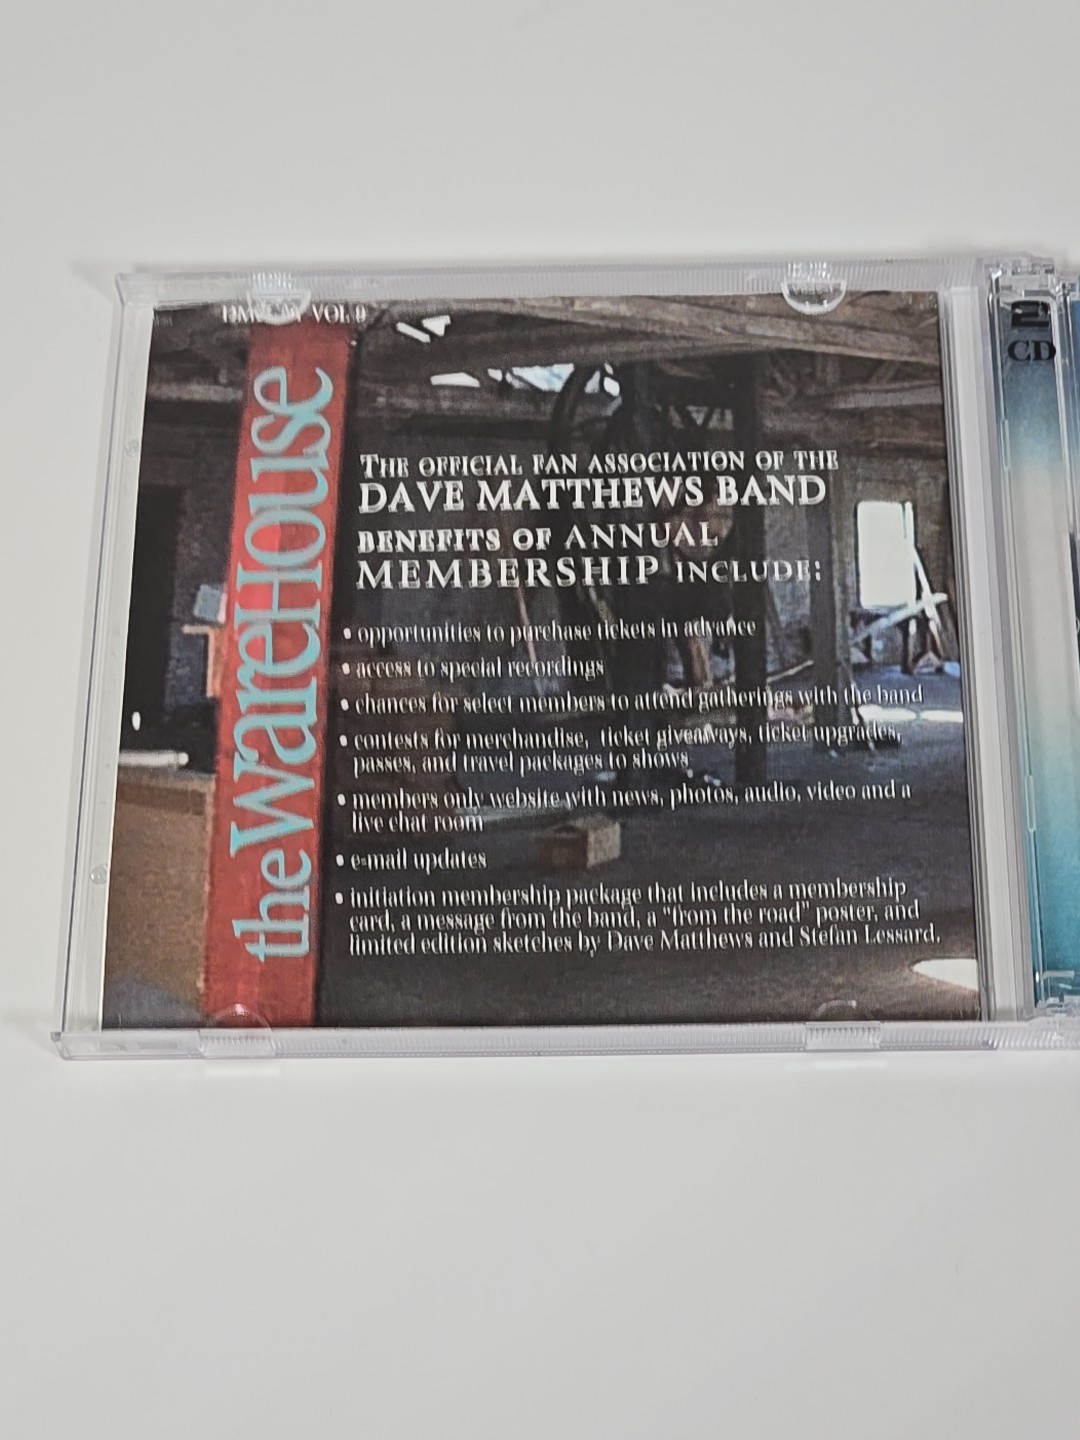 VOL 9
2
CD
the wareHouse
THE OFFICIAL FAN ASSOCIATION OF THE
DAVE MATTHEWS BAND
BENEFITS OF ANNUAL
MEMBERSHIP INCLUDE:
• opportunities to purchase tickets in advance
• access to special recordings
• chances for select members to attend gatherings with the band
• contests for merchandise, ticket giveaways, ticket upgrades,
passes, and travel packages to shows
• members only website with news, photos, audio, video and a
live chat room
• e-mail updates
• initiation membership package that includes a membership
card, a message from the band, a "from the road" poster, and
limited edition sketches by Dave Matthews and Stefan Lessard.